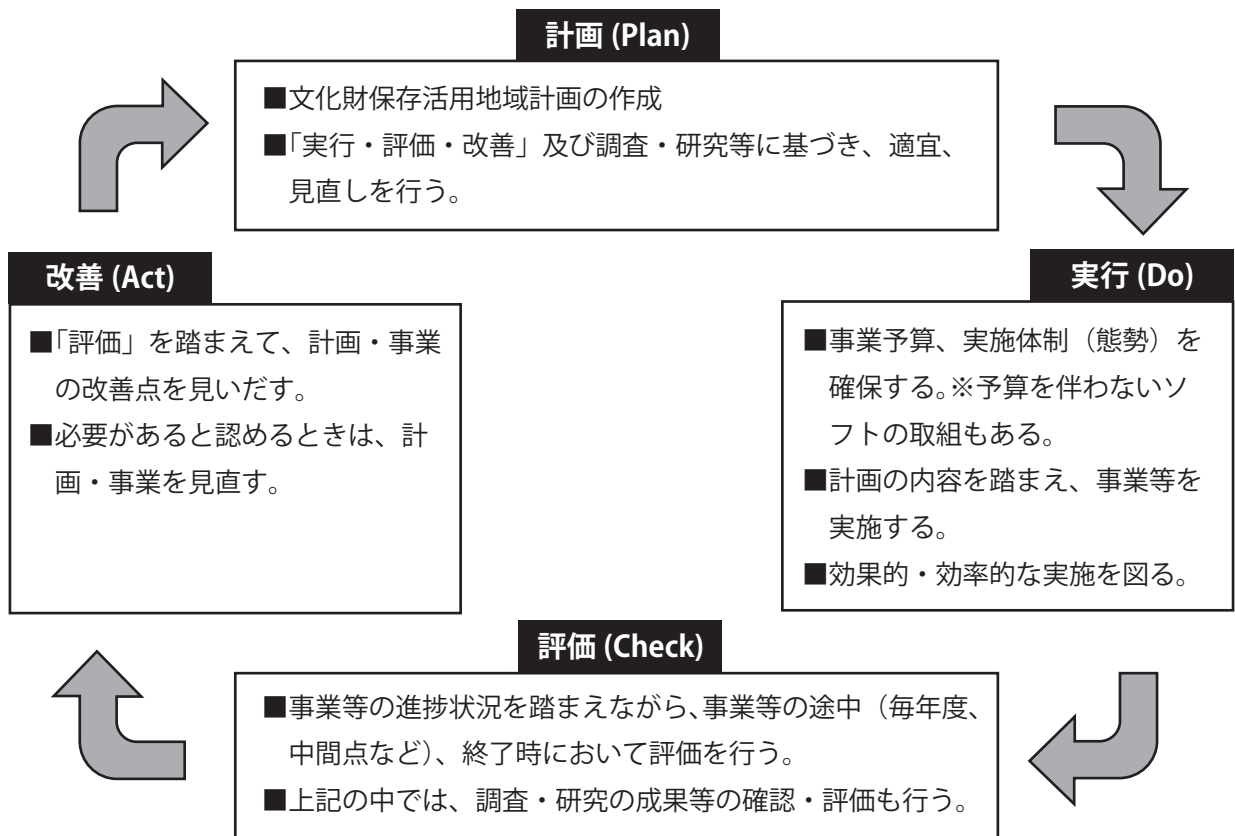 計画 (Plan)
■文化財保存活用地域計画の作成
■「実行・評価・改善」及び調査・研究等に基づき、適宜、
見直しを行う。
実行 (Do)
■事業予算、実施体制（態勢）を
確保する。※予算を伴わないソ
フトの取組もある。
■計画の内容を踏まえ、事業等を
実施する。
■効果的・効率的な実施を図る。
評価 (Check)
■事業等の進捗状況を踏まえながら、事業等の途中（毎年度、
中間点など）、終了時において評価を行う。
■上記の中では、調査・研究の成果等の確認・評価も行う。
改善 (Act)
■「評価」を踏まえて、計画・事業
の改善点を見いだす。
■必要があると認めるときは、計
画・事業を見直す。